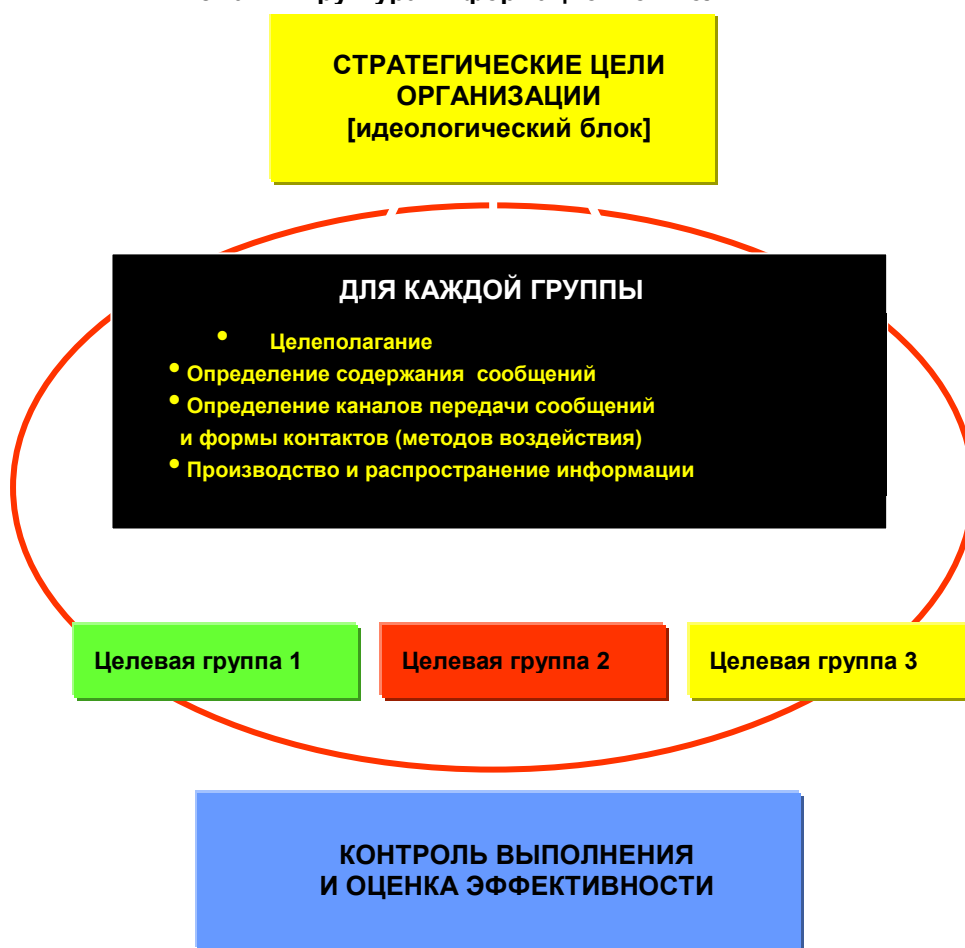 СТРАТЕГИЧЕСКИЕ ЦЕЛИ
ОРГАНИЗАЦИИ
[идеологический блок]
ДЛЯ КАЖДОЙ ГРУППЫ
• Целеполагание
• Определение содержания сообщений
• Определение каналов передачи сообщений
и формы контактов (методов воздействия)
• Производство и распространение информации
Целевая группа 1
Целевая группа 2
Целевая группа 3
КОНТРОЛЬ ВЫПОЛНЕНИЯ
И ОЦЕНКА ЭФФЕКТИВНОСТИ